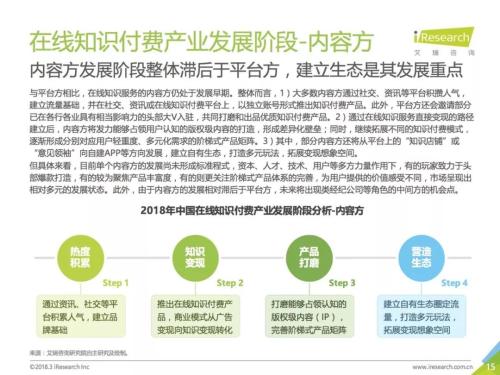 在线知识付费产业发展阶段-内容方
iResearch
艾瑞咨询
内容方发展阶段整体滞后于平台方，建立生态是其发展重点
与平台方相比，在线知识服务的内容方仍处于发展早期。整体而言，1）大多数内容方通过社交、资讯等平台积攒人气，
建立流量基础，并在社交、资讯或在线知识付费平台上，以独立账号形式推出知识付费产品。此外，平台方还会邀请部分
已在各行各业具有相当影响力的头部大V入驻，共同打磨和出品优质知识付费产品。2）通过在线知识服务直接变现的路径
建立后，内容方将发力能够占领用户认知的版权级内容的打造，形成差异化壁垒；同时，继续拓展不同的知识付费模式，
逐渐形成分别对应用户轻重度、多元化需求的阶梯式产品矩阵。3）其中，部分内容方还将从平台上的“知识店铺”或
“意见领袖”向自建APP等方向发展，建立自有生态，打造多元玩法，拓展变现想象空间。
但具体来看，目前单个内容方的发展尚未形成标准程式，资本、人才、技术、用户等多方力量作用下，有的玩家致力于头
部爆款打造，有的较为聚焦产品丰富度，有的则更关注阶梯式产品体系的完善，为用户提供的价值感受不同，市场呈现出
相对多元的发展状态。此外，由于内容方的发展相对滞后于平台方，未来将出现类经纪公司等角色的中间方的机会点。
2018年中国在线知识付费产业发展阶段分析-内容方
热度
积累
Step 1
通过资讯、社交等平
台积累人气，建立品
牌基础
知识
变现
Step 2
推出在线知识付费产
品，商业模式从广告
变现向知识变现转化
产品
打磨
Step 3
打磨能够占领认知的
版权级内容（IP），
完善阶梯式产品矩阵
营造
生态
Step 4
建立自有生态圈定流
量，打造多元玩法，
拓展变现想象空间
来源：艾瑞咨询研究院自主研究及绘制。
©2018.3 iResearch Inc
www.iresearch.com.cn
15